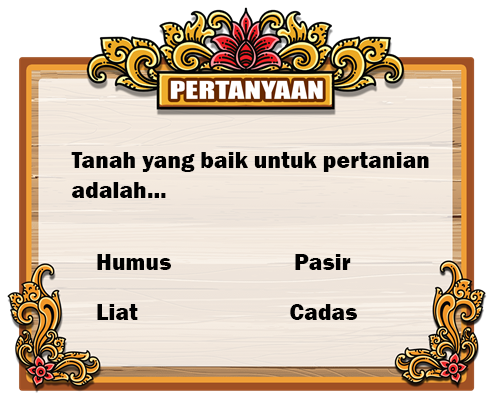 PERTANYAAN
Tanah yang baik untuk pertanian
adalah...
Humus Pasir
Liat Cadas